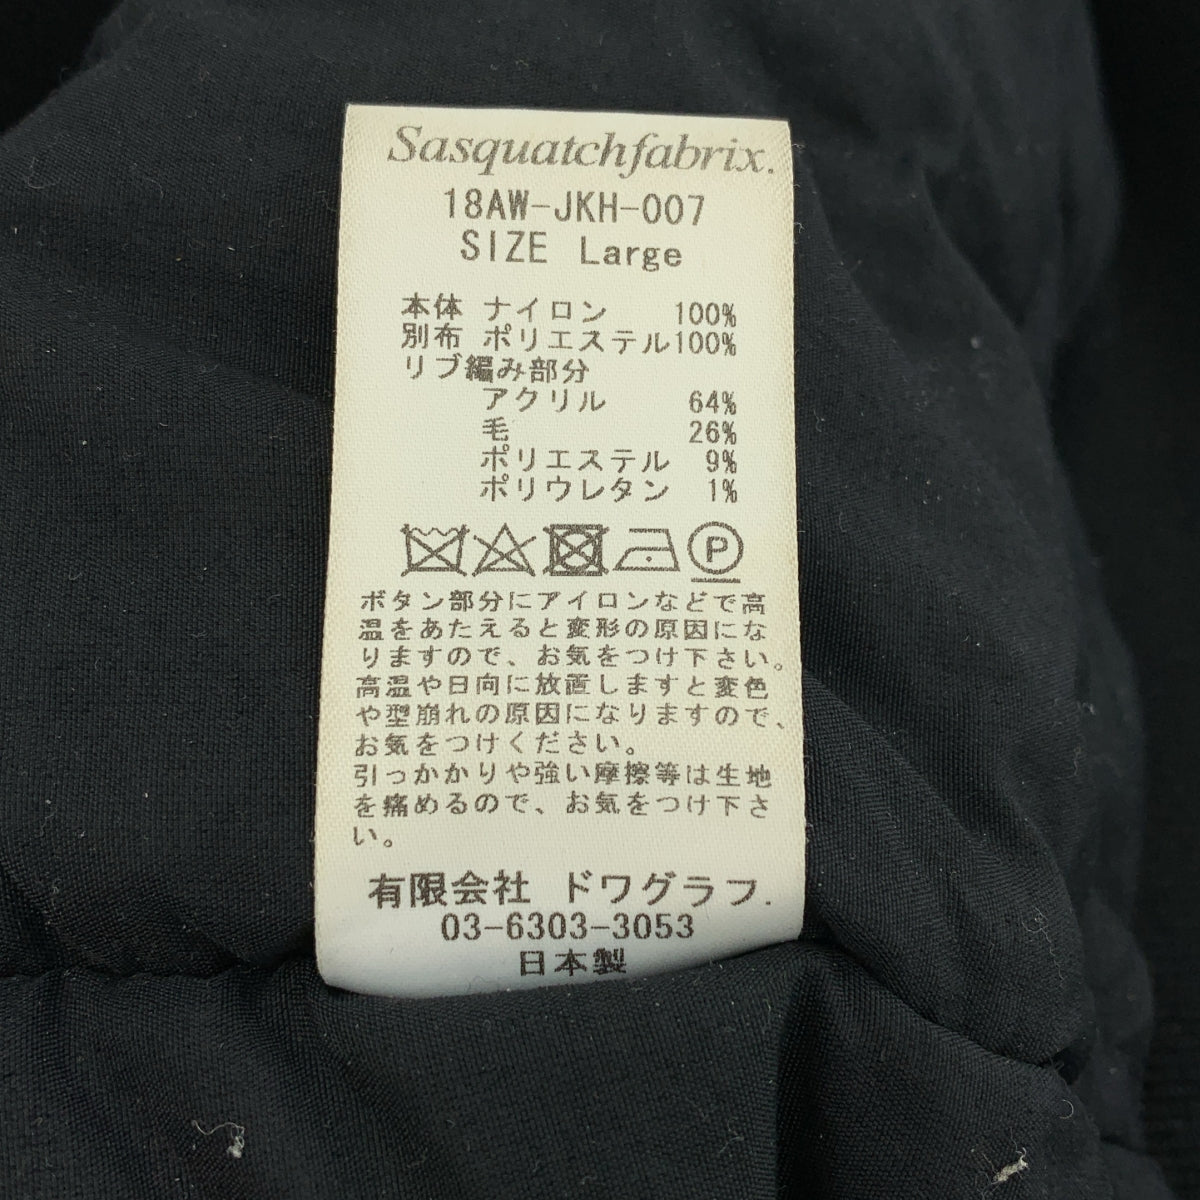 Sasquatchfabrix.
18AW-JKH-007
SIZE Large
本体 ナイロン 100%
別布 ポリエステル100%
リブ編み部分
アクリル 64%
毛 26%
ポリエステル 9%
ポリウレタン 1%
P
ボタン部分にアイロンなどで高
温をあたえると変形の原因にな
りますので、お気をつけ下さい。
高温や日向に放置しますと変色
や型崩れの原因になりますので、
お気をつけください。
引っかかりや強い摩擦等は生地
を痛めるので、お気をつけ下さ
い。
有限会社 ドワグラフ.
03-6303-3053
日本製